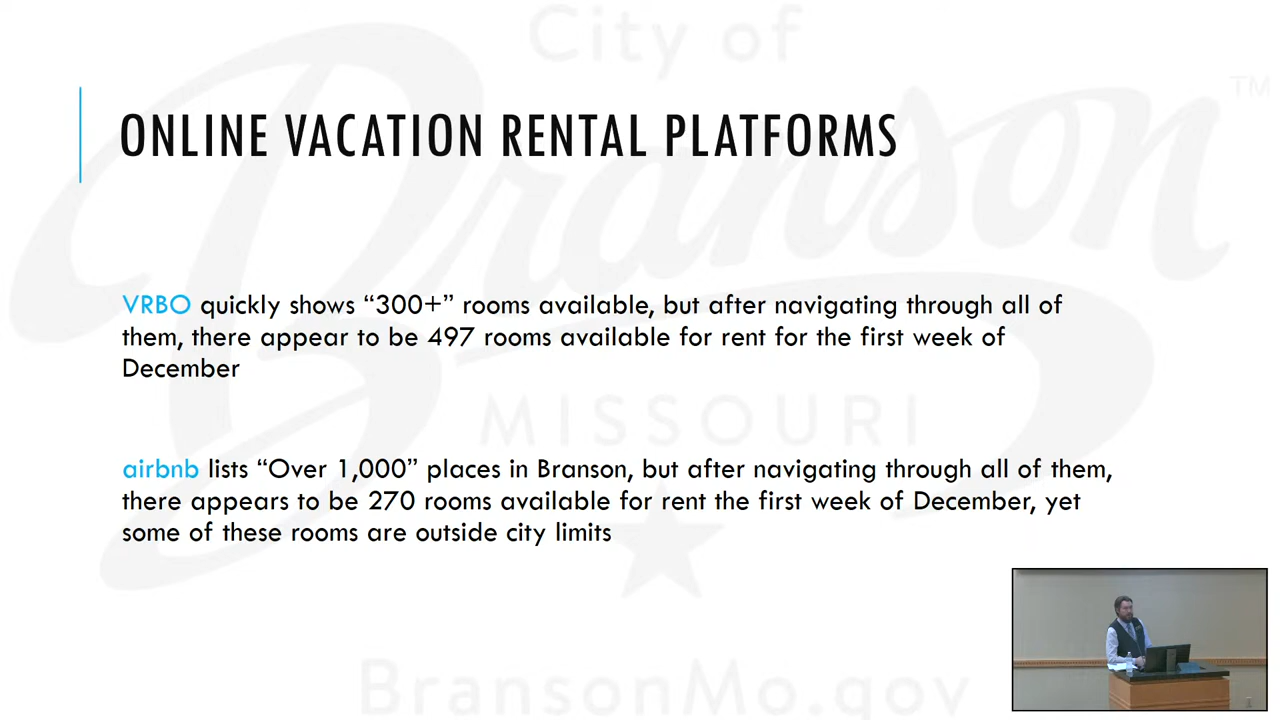 City of
Branson
TM
MISSOURI
BransonMo.gov
ONLINE VACATION RENTAL PLATFORMS
VRBO quickly shows “300+” rooms available, but after navigating through all of
them, there appear to be 497 rooms available for rent for the first week of
December
airbnb lists “Over 1,000” places in Branson, but after navigating through all of them,
there appears to be 270 rooms available for rent the first week of December, yet
some of these rooms are outside city limits